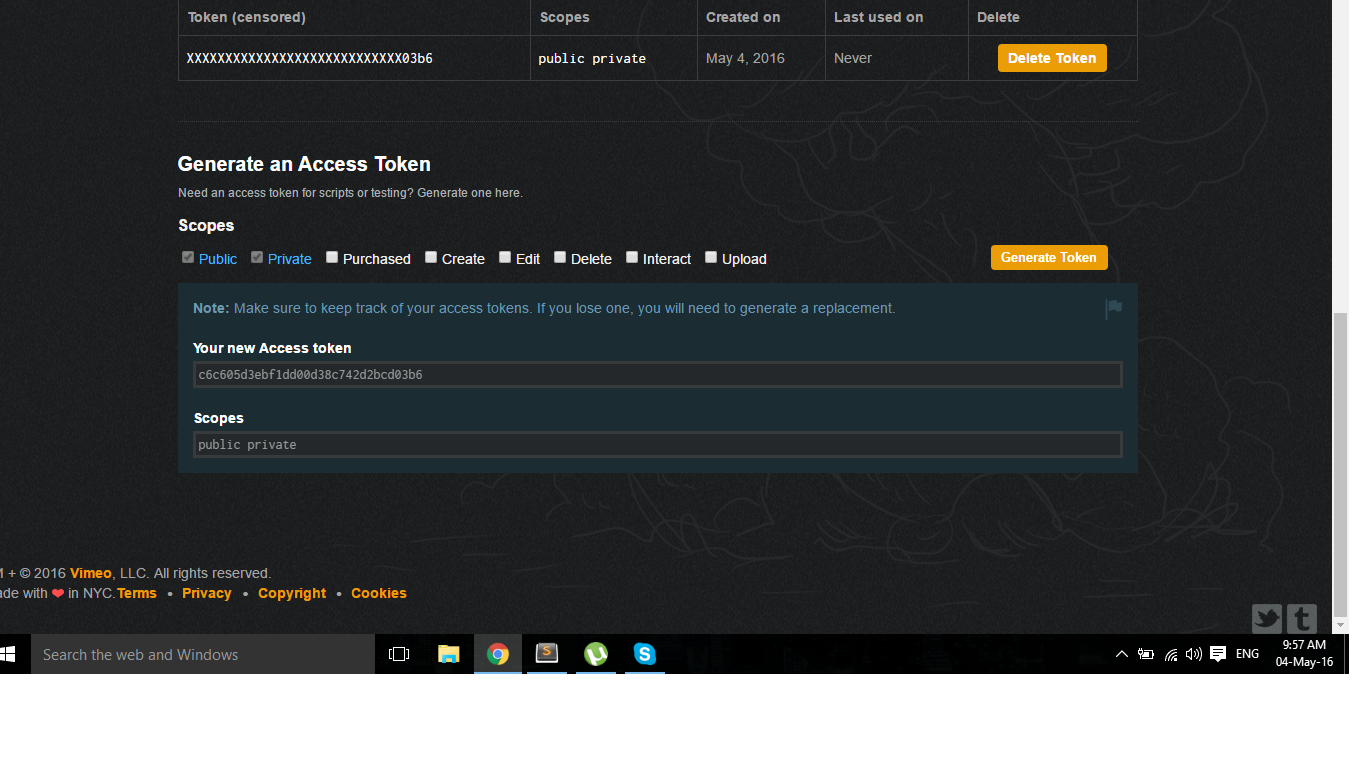 Token (censored) Scopes Created on Last used on Delete
XXXXXXXXXXXXXXXXXXXXXXXXXXXX03b6 public private May 4, 2016 Never Delete Token
Generate an Access Token
Need an access token for scripts or testing? Generate one here.
Scopes
Public Private Purchased Create Edit Delete Interact Upload Generate Token
Note: Make sure to keep track of your access tokens. If you lose one, you will need to generate a replacement.
Your new Access token
c6c605d3ebf1dd00d38c742d2bcd03b6
Scopes
public private
M + © 2016 Vimeo, LLC. All rights reserved.
ade with ❤ in NYC. Terms • Privacy • Copyright • Cookies
Search the web and Windows
ENG
9:57 AM
04-May-16